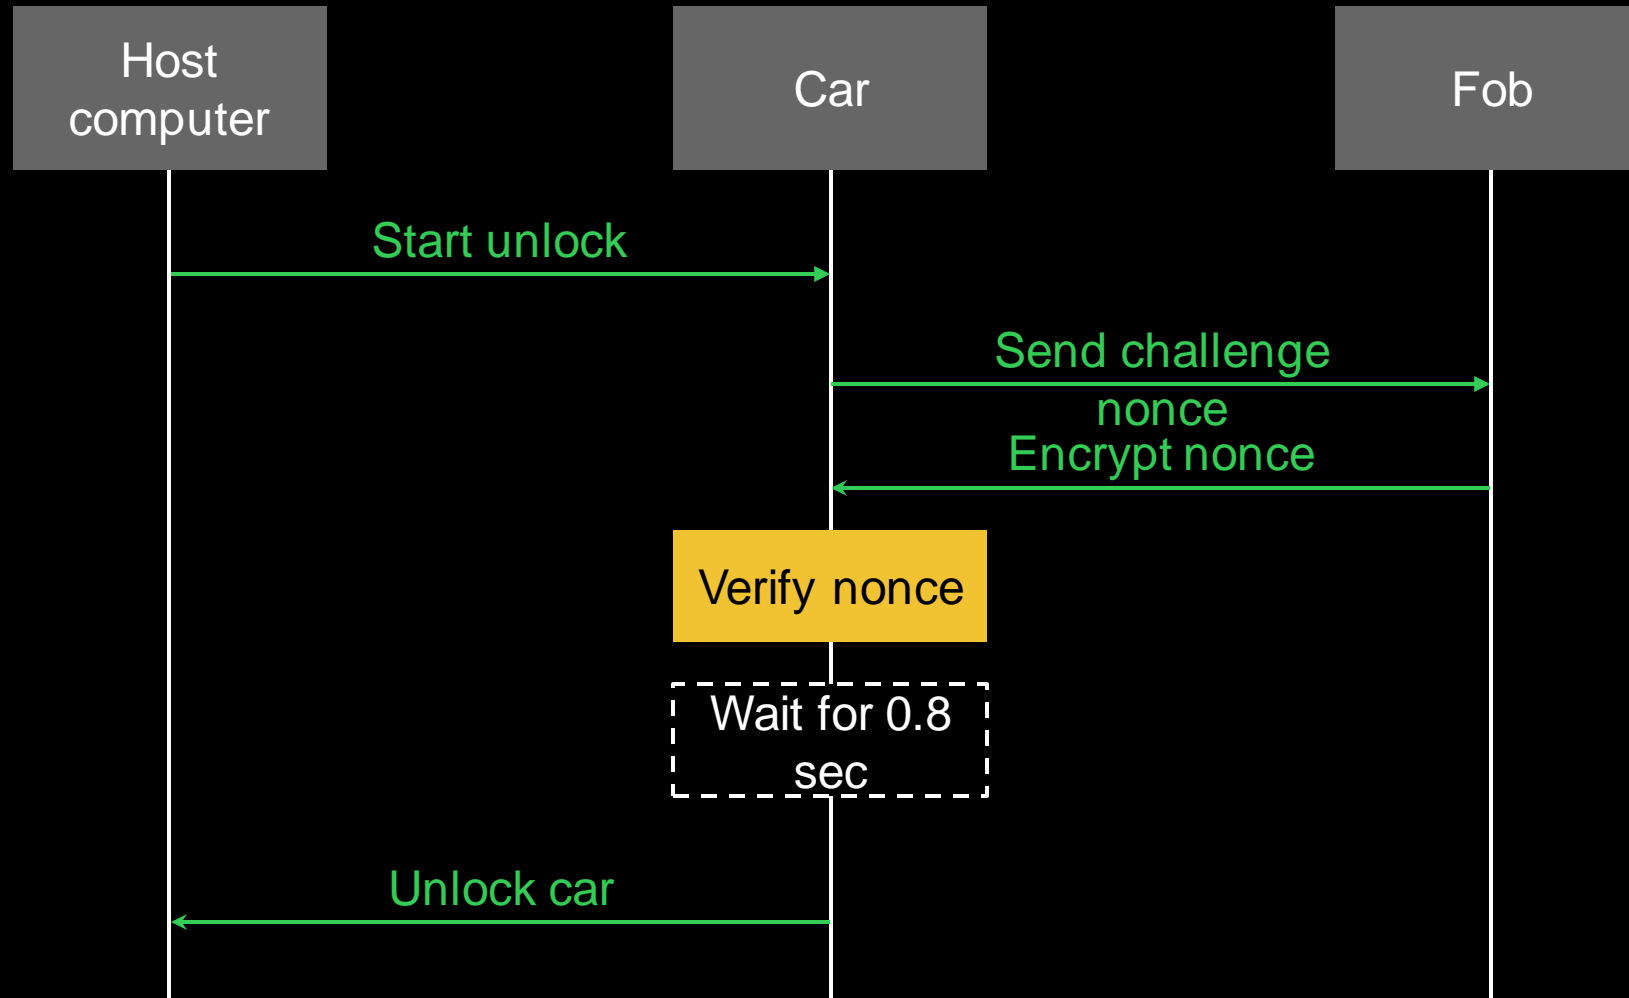 Host
computer
Car
Fob
Start unlock
Send challenge
nonce
Encrypt nonce
Verify nonce
Wait for 0.8
sec
Unlock car